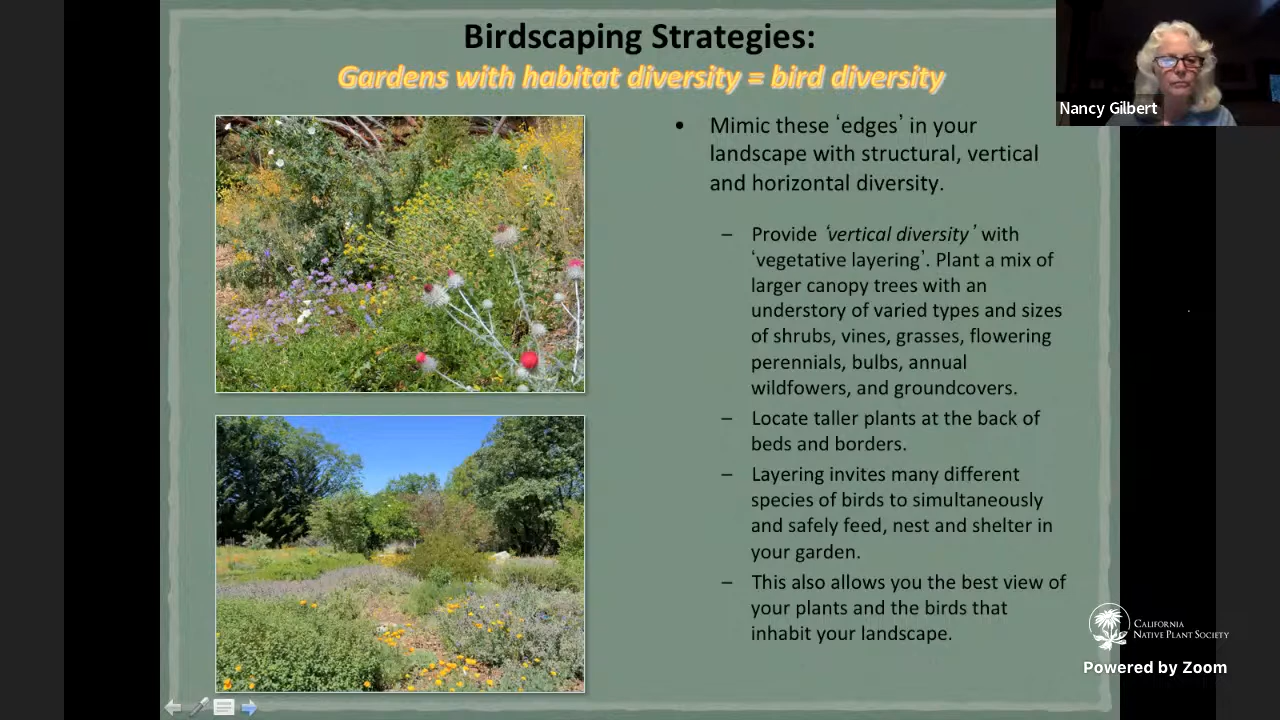 Birdscaping Strategies:
Gardens with habitat diversity = bird diversity
Nancy Gilbert
• Mimic these ‘edges’ in your
landscape with structural, vertical
and horizontal diversity.
– Provide ‘vertical diversity’ with
‘vegetative layering’. Plant a mix of
larger canopy trees with an
understory of varied types and sizes
of shrubs, vines, grasses, flowering
perennials, bulbs, annual
wildfowers, and groundcovers.
– Locate taller plants at the back of
beds and borders.
– Layering invites many different
species of birds to simultaneously
and safely feed, nest and shelter in
your garden.
– This also allows you the best view of
your plants and the birds that
inhabit your landscape.
CALIFORNIA
NATIVE PLANT SOCIETY
Powered by Zoom